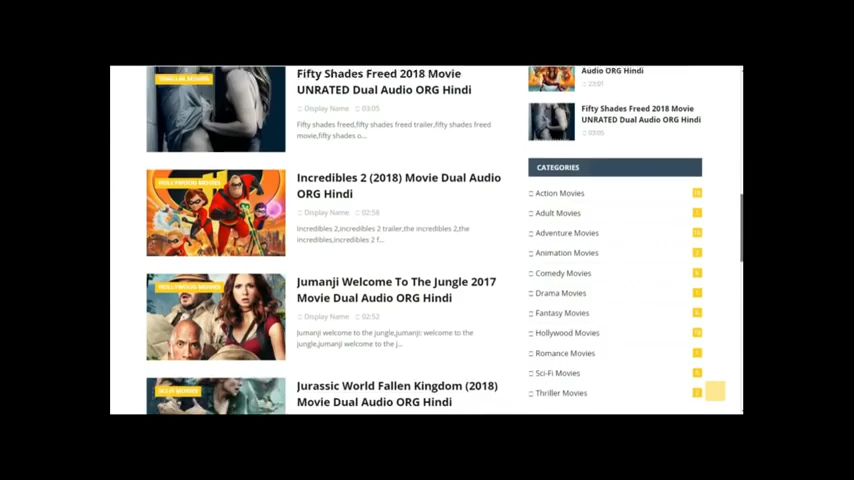 Fifty Shades Freed 2018 Movie
UNRATED Dual Audio ORG Hindi
Display Name 03:05
Fifty shades freed,fifty shades freed trailer,fifty shades freed
movie,fifty shades o...
HOLLYWOOD MOVIES
Incredibles 2 (2018) Movie Dual Audio
ORG Hindi
Display Name 02:58
Incredibles 2,incredibles 2 trailer,the incredibles 2,the
incredibles,incredibles 2 f...
HOLLYWOOD MOVIES
Jumanji Welcome To The Jungle 2017
Movie Dual Audio ORG Hindi
Display Name 02:52
Jumanji welcome to the jungle,jumanji: welcome to the
jungle,jumanji welcome to the j...
SCI-FI MOVIES
Jurassic World Fallen Kingdom (2018)
Movie Dual Audio ORG Hindi
Audio ORG Hindi
Fifty Shades Freed 2018 Movie
UNRATED Dual Audio ORG Hindi
03:05
CATEGORIES
Action Movies
Adult Movies
Adventure Movies
Animation Movies
Comedy Movies
Drama Movies
Fantasy Movies
Hollywood Movies
Romance Movies
Sci-Fi Movies
Thriller Movies